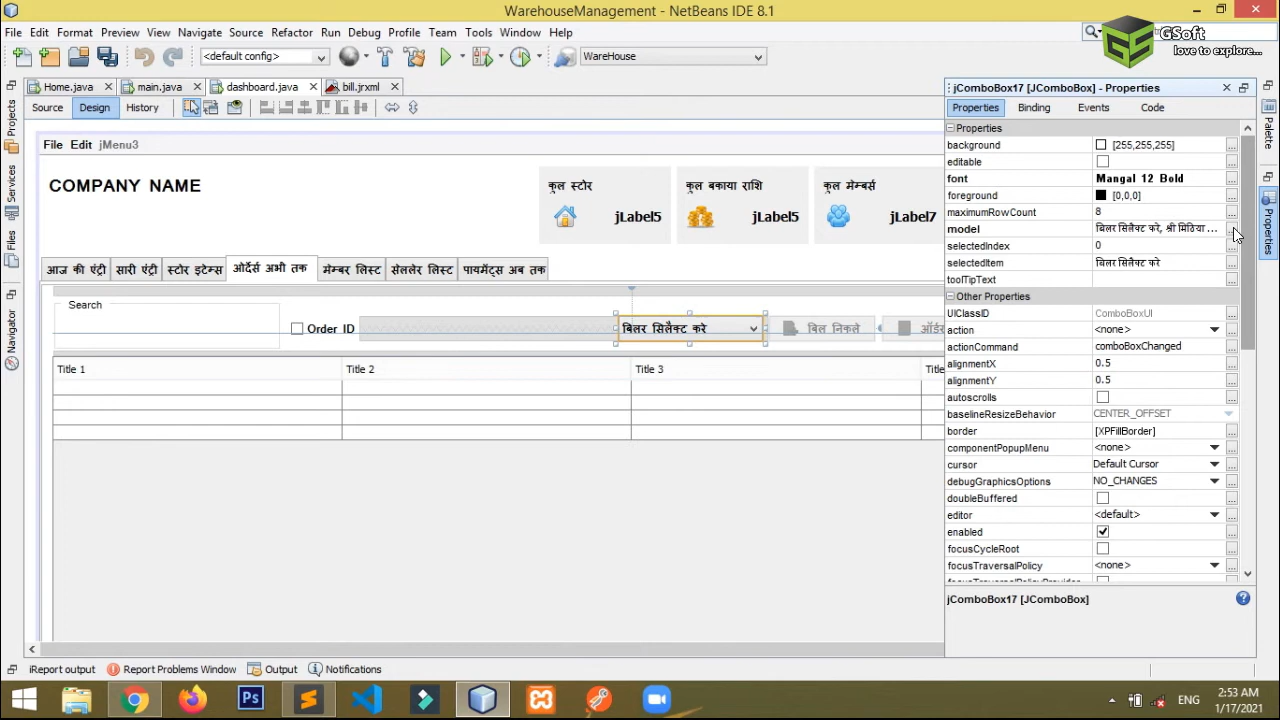 WarehouseManagement - NetBeans IDE 8.1
File Edit Format Preview View Navigate Source Refactor Run Debug Profile Team Tools Window Help
GSoft
love to explore...
<default config>
WareHouse
Home.java
main.java
dashboard.java
bill.jrxml
Source Design History
File Edit jMenu3
COMPANY NAME
कुल स्टोर
jLabel5
कुल बकाया राशि
jLabel5
कुल मेम्बर्स
jLabel7
आज की एंट्री
सारी एंट्री
स्टोर इटेम्स
ओर्देर्स अभी तक
मेम्बर लिस्ट
सेललेर लिस्ट
पायमेंट्स अब तक
Search
Order ID
बिलर सिलैक्ट करे
बिल निकले
Title 1
Title 2
Title 3
jComboBox17 [JComboBox] - Properties
Properties Binding Events Code
Properties
background [255,255,255]
editable
font Mangal 12 Bold
foreground [0,0,0]
maximumRowCount 8
model बिलर सिलैक्ट करे, श्री मिठिया ...
selectedIndex 0
selectedItem बिलर सिलैक्ट करे
toolTipText
Other Properties
UIClassID ComboBoxUI
action <none>
actionCommand comboBoxChanged
alignmentX 0.5
alignmentY 0.5
autoscrolls
baselineResizeBehavior CENTER_OFFSET
border [XPFillBorder]
componentPopupMenu <none>
cursor Default Cursor
debugGraphicsOptions NO_CHANGES
doubleBuffered
editor <default>
enabled
focusCycleRoot
focusTraversalPolicy <none>
jComboBox17 [JComboBox]
Projects
Services
Files
Navigator
Palette
Properties
iReport output
Report Problems Window
Output
Notifications
Ps
ENG
2:53 AM
1/17/2021